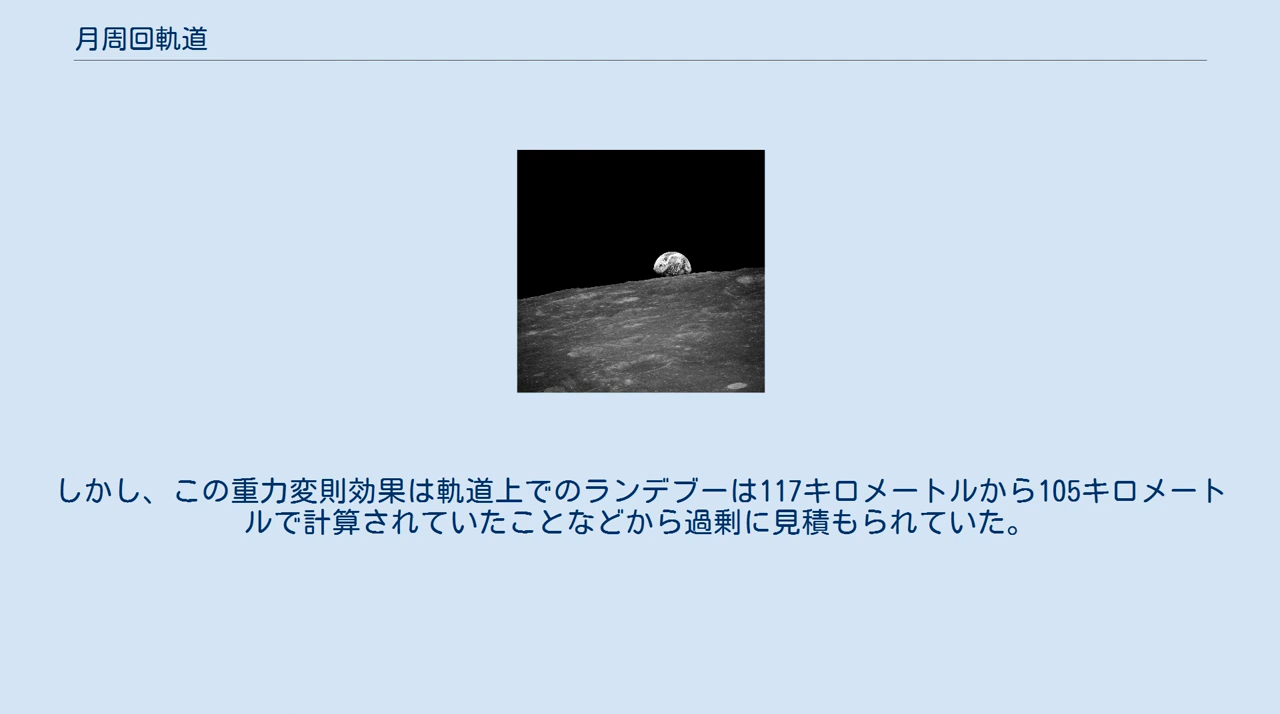 月周回軌道
しかし、この重力変則効果は軌道上でのランデブーは117キロメートルから105キロメート
ルで計算されていたことなどから過剰に見積もられていた。